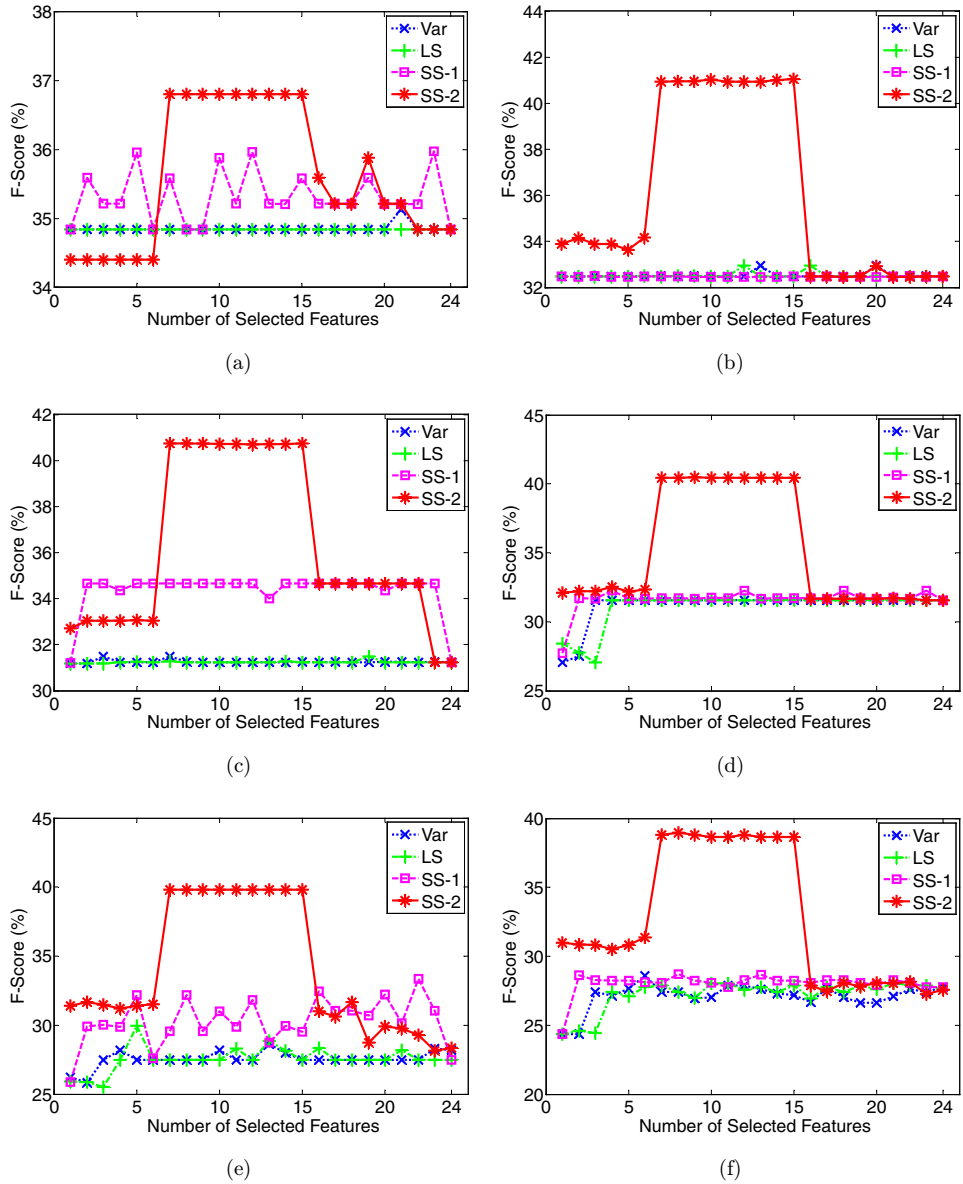 38
37
36
35
34
F-Score (%)
0 5 10 15 20 24
Number of Selected Features
Var
LS
SS-1
SS-2
(a)
44
42
40
38
36
34
32
F-Score (%)
0 5 10 15 20 24
Number of Selected Features
Var
LS
SS-1
SS-2
(b)
42
40
38
36
34
32
30
F-Score (%)
0 5 10 15 20 24
Number of Selected Features
Var
LS
SS-1
SS-2
(c)
45
40
35
30
25
F-Score (%)
0 5 10 15 20 24
Number of Selected Features
Var
LS
SS-1
SS-2
(d)
45
40
35
30
25
F-Score (%)
0 5 10 15 20 24
Number of Selected Features
Var
LS
SS-1
SS-2
(e)
40
35
30
25
20
F-Score (%)
0 5 10 15 20 24
Number of Selected Features
Var
LS
SS-1
SS-2
(f)